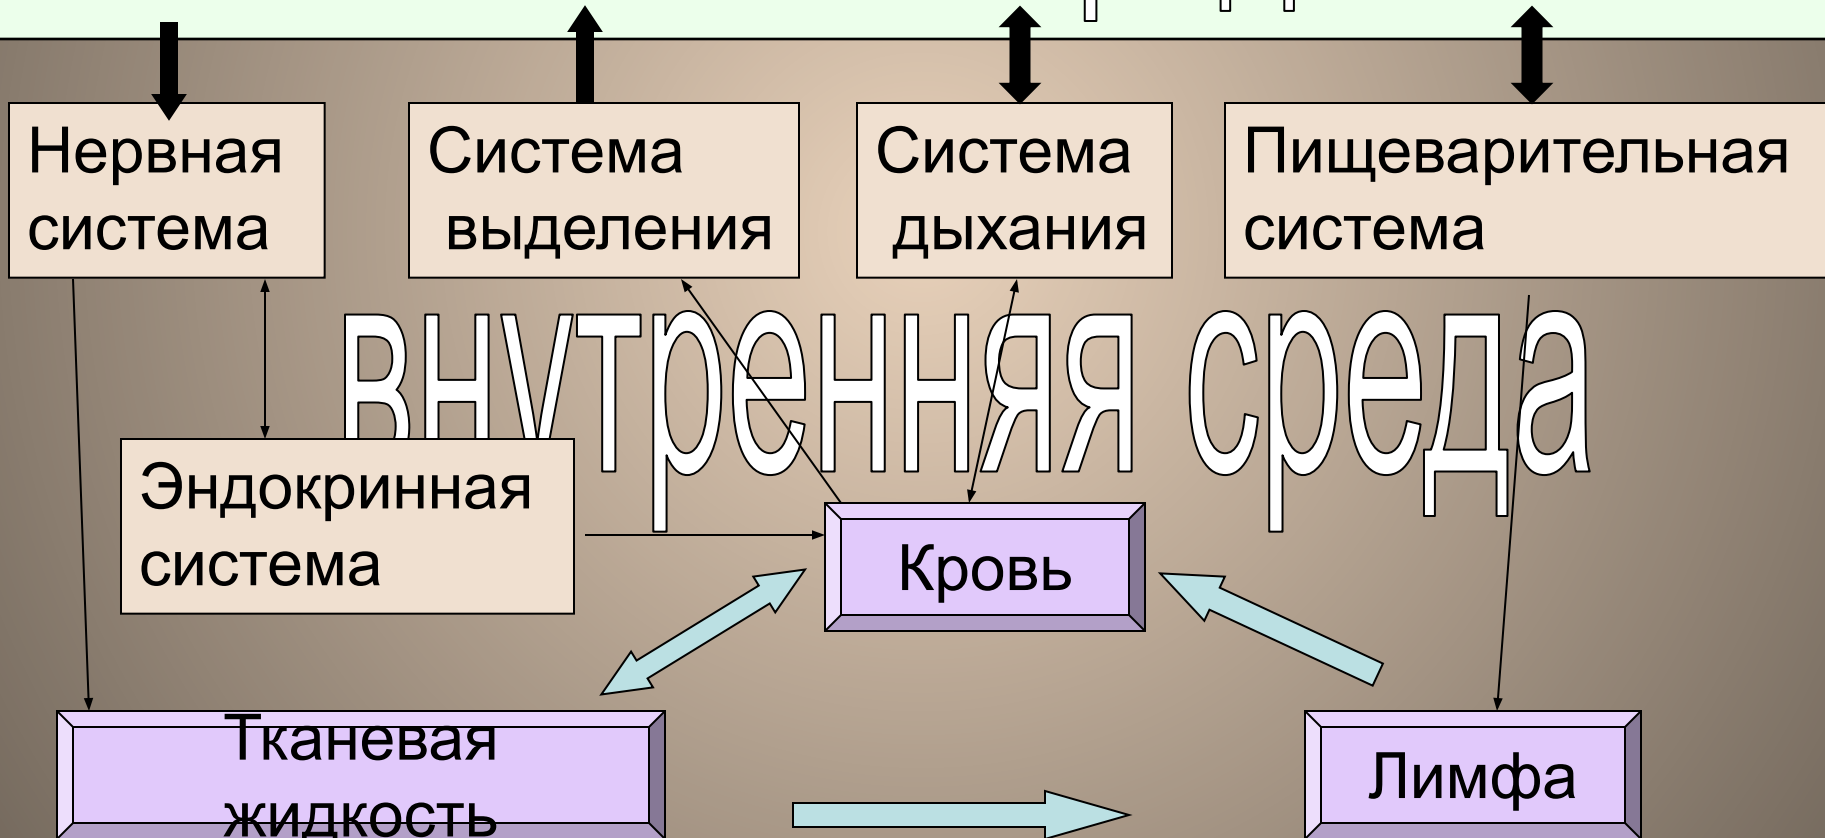 Нервная
система
Система
выделения
Система
дыхания
Пищеварительная
система
внутренняя среда
Эндокринная
система
Кровь
Тканевая
жидкость
Лимфа